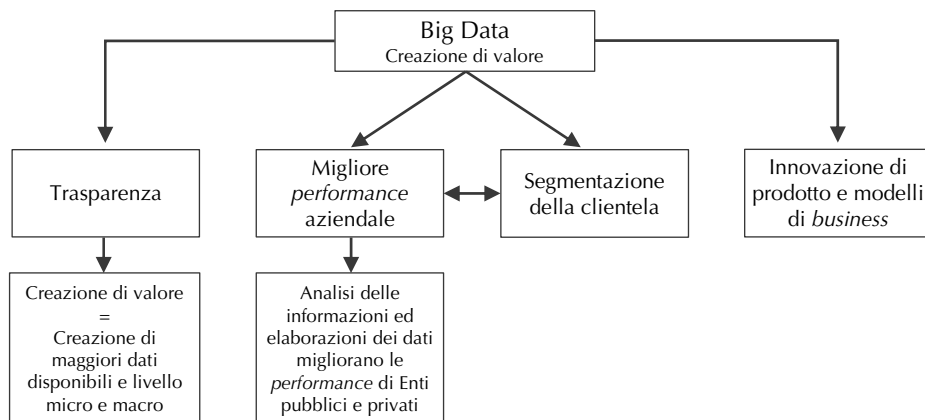 Big Data
Creazione di valore
Trasparenza
Migliore
performance
aziendale
Segmentazione
della clientela
Innovazione di
prodotto e modelli
di business
Creazione di valore
=
Creazione di
maggiori dati
disponibili e livello
micro e macro
Analisi delle
informazioni ed
elaborazioni dei dati
migliorano le
performance di Enti
pubblici e privati